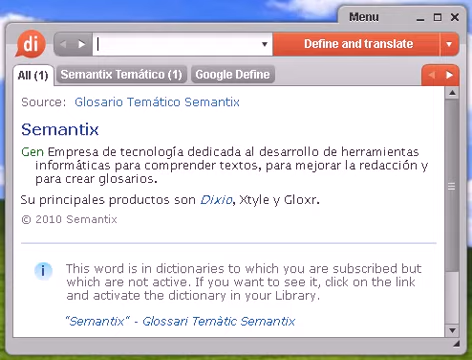 Menu
di
Define and translate
All (1)
Semantix Temático (1)
Google Define
Source: Glosario Temático Semantix
Semantix
Gen Empresa de tecnología dedicada al desarrollo de herramientas
informáticas para comprender textos, para mejorar la redacción y
para crear glosarios.
Su principales productos son Dixio, Xtyle y Gloxr.
© 2010 Semantix
This word is in dictionaries to which you are subscribed but
which are not active. If you want to see it, click on the link
and activate the dictionary in your Library.
"Semantix" - Glossari Temàtic Semantix